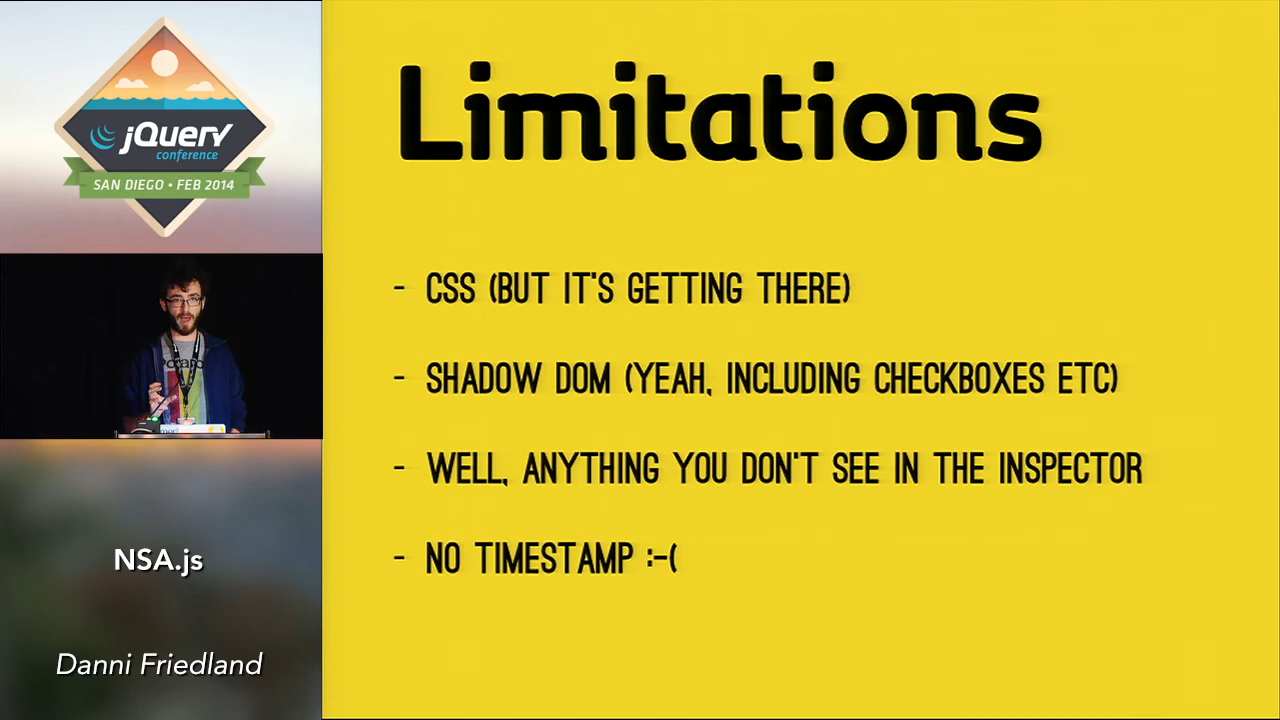 jQuery
conference
SAN DIEGO • FEB 2014
NSA.js
Danni Friedland
Limitations
- CSS (BUT IT'S GETTING THERE)
- SHADOW DOM (YEAH, INCLUDING CHECKBOXES ETC)
- WELL, ANYTHING YOU DON'T SEE IN THE INSPECTOR
- NO TIMESTAMP :-(